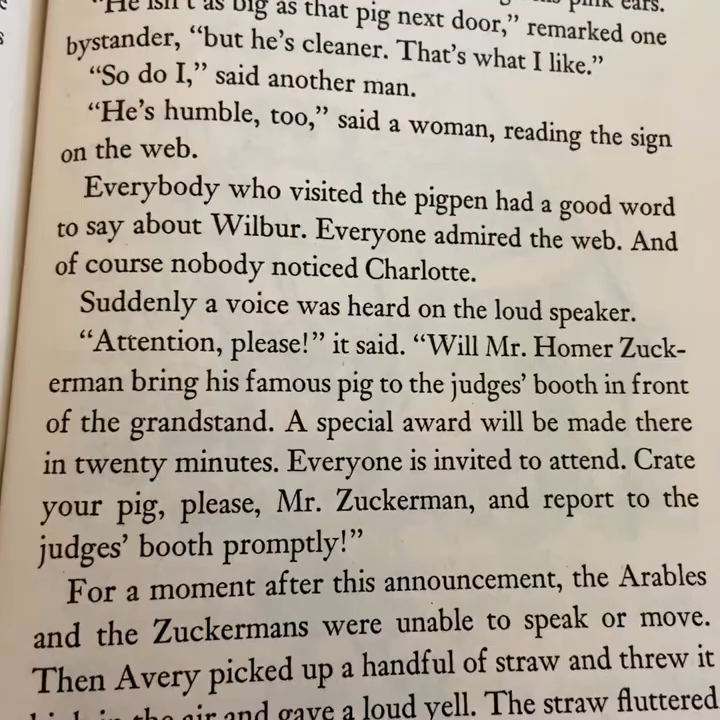 "He isn't as big as that pig next door," remarked one
bystander, "but he's cleaner. That's what I like."
"So do I," said another man.
"He's humble, too," said a woman, reading the sign
on the web.
Everybody who visited the pigpen had a good word
to say about Wilbur. Everyone admired the web. And
of course nobody noticed Charlotte.
Suddenly a voice was heard on the loud speaker.
"Attention, please!" it said. "Will Mr. Homer Zuck-
erman bring his famous pig to the judges' booth in front
of the grandstand. A special award will be made there
in twenty minutes. Everyone is invited to attend. Crate
your pig, please, Mr. Zuckerman, and report to the
judges' booth promptly!"
For a moment after this announcement, the Arables
and the Zuckermans were unable to speak or move.
Then Avery picked up a handful of straw and threw it
in the air and gave a loud yell. The straw fluttered